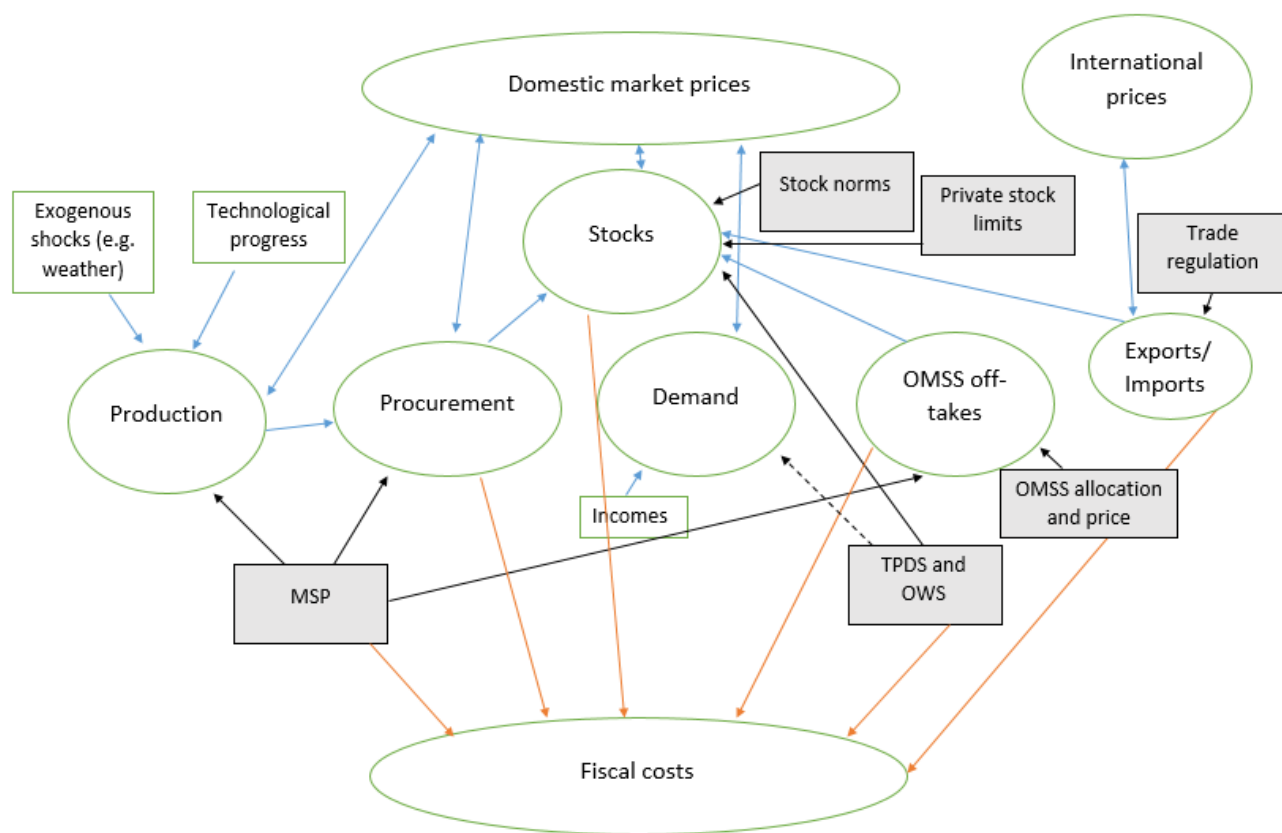 Domestic market prices
International
prices
Stock norms
Private stock
limits
Exogenous
shocks (e.g.
weather)
Technological
progress
Stocks
Trade
regulation
Production
Procurement
Demand
OMSS off-
takes
Exports/
Imports
Incomes
OMSS allocation
and price
MSP
TPDS and
OWS
Fiscal costs